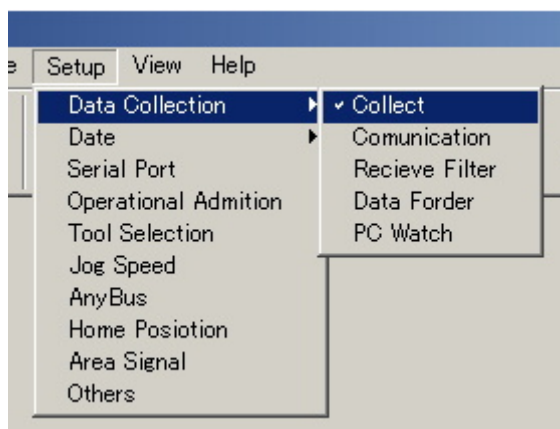 e Setup View Help
Data Collection
Date
Serial Port
Operational Admition
Tool Selection
Jog Speed
AnyBus
Home Posiotion
Area Signal
Others
Collect
Comunication
Recieve Filter
Data Forder
PC Watch